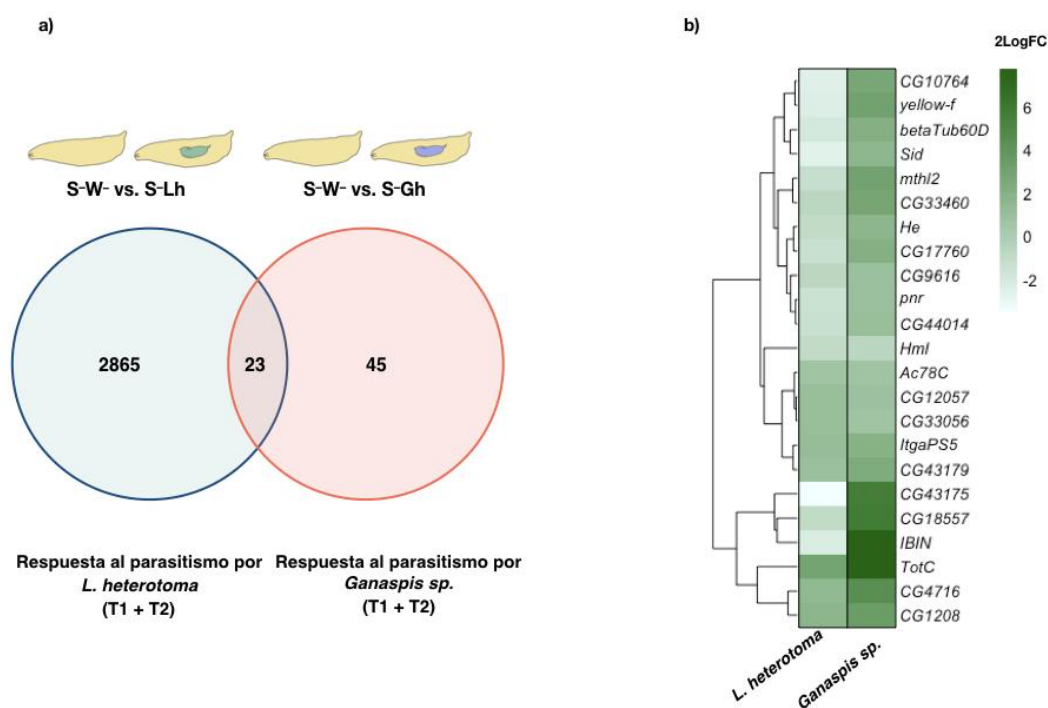 a)
S-W- vs. S-Lh
S-W- vs. S-Gh
2865
23
45
Respuesta al parasitismo por
L. heterotoma
(T1 + T2)
Respuesta al parasitismo por
Ganaspis sp.
(T1 + T2)
b)
2LogFC
6
4
2
0
-2
CG10764
yellow-f
betaTub60D
Sid
mthl2
CG33460
He
CG17760
CG9616
pnr
CG44014
Hml
Ac78C
CG12057
CG33056
ItgaPS5
CG43179
CG43175
CG18557
IBIN
TotC
CG4716
CG1208
L. heterotoma
Ganaspis sp.